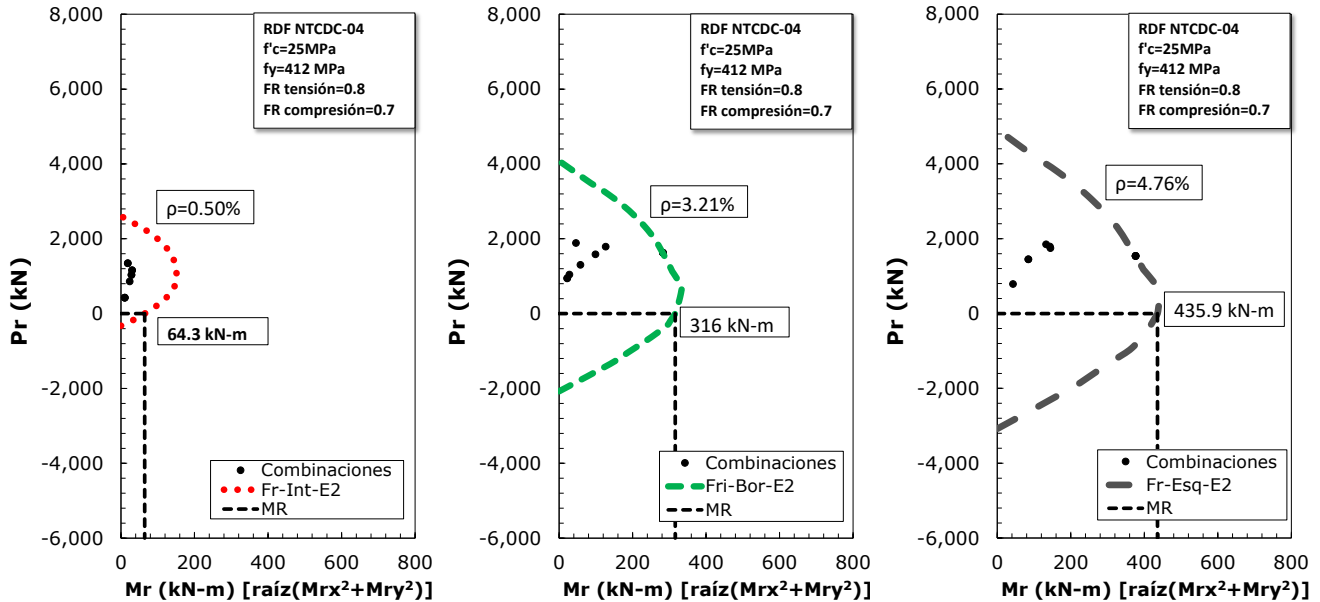 Pr (kN)
8,000
6,000
4,000
2,000
0
-2,000
-4,000
-6,000
RDF NTCDC-04
f'c=25MPa
fy=412 MPa
FR tensión=0.8
FR compresión=0.7
ρ=0.50%
64.3 kN-m
Combinaciones
Fr-Int-E2
MR
0 200 400 600 800
Mr (kN-m) [raíz(Mrx²+Mry²)]
Pr (kN)
8,000
6,000
4,000
2,000
0
-2,000
-4,000
-6,000
RDF NTCDC-04
f'c=25MPa
fy=412 MPa
FR tensión=0.8
FR compresión=0.7
ρ=3.21%
316 kN-m
Combinaciones
Fri-Bor-E2
MR
0 200 400 600 800
Mr (kN-m) [raíz(Mrx²+Mry²)]
Pr (kN)
8,000
6,000
4,000
2,000
0
-2,000
-4,000
-6,000
RDF NTCDC-04
f'c=25MPa
fy=412 MPa
FR tensión=0.8
FR compresión=0.7
ρ=4.76%
435.9 kN-m
Combinaciones
Fr-Esq-E2
MR
0 200 400 600 800
Mr (kN-m) [raíz(Mrx²+Mry²)]